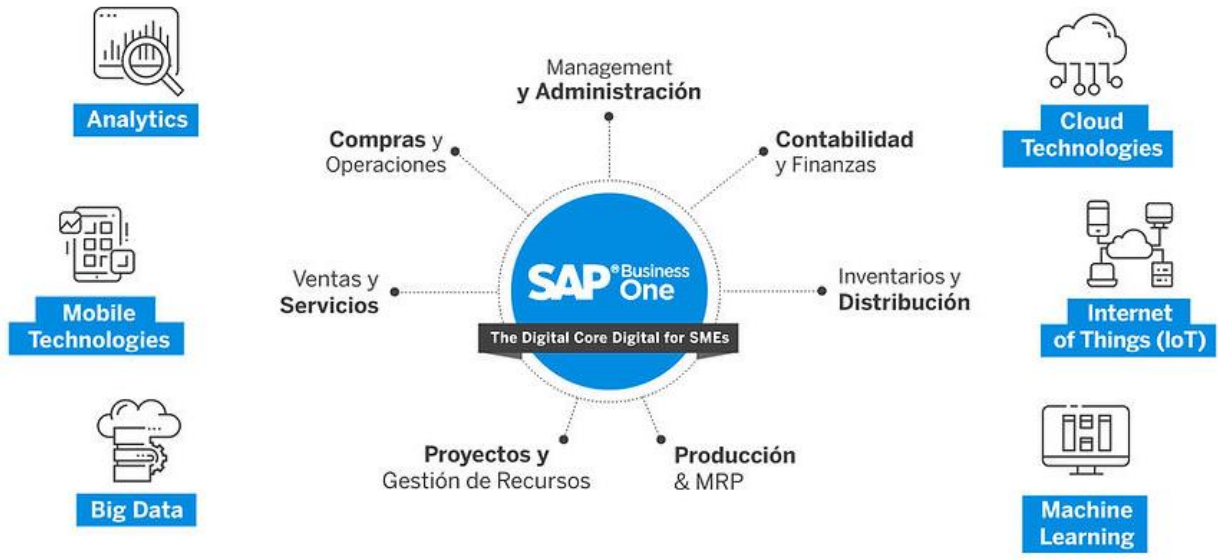 Analytics
Mobile
Technologies
Big Data
Management
y Administración
Compras y
Operaciones
Contabilidad
y Finanzas
Ventas y
Servicios
SAP® Business
One
The Digital Core Digital for SMEs
Inventarios y
Distribución
Proyectos y
Gestión de Recursos
Producción
& MRP
Cloud
Technologies
Internet
of Things (IoT)
Machine
Learning